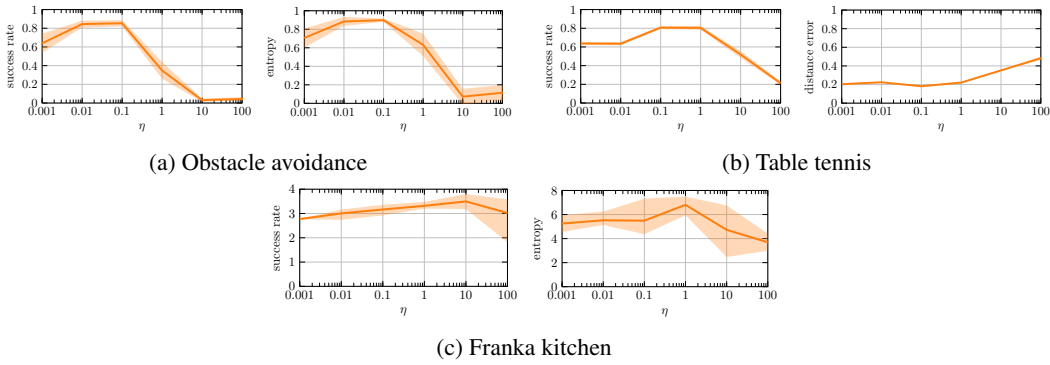 success rate
1
0.8
0.6
0.4
0.2
0
0.001 0.01 0.1 1 10 100
η
entropy
1
0.8
0.6
0.4
0.2
0
0.001 0.01 0.1 1 10 100
η
(a) Obstacle avoidance
success rate
1
0.8
0.6
0.4
0.2
0
0.001 0.01 0.1 1 10 100
η
distance error
1
0.8
0.6
0.4
0.2
0
0.001 0.01 0.1 1 10 100
η
(b) Table tennis
success rate
4
3
2
1
0
0.001 0.01 0.1 1 10 100
η
entropy
8
6
4
2
0
0.001 0.01 0.1 1 10 100
η
(c) Franka kitchen